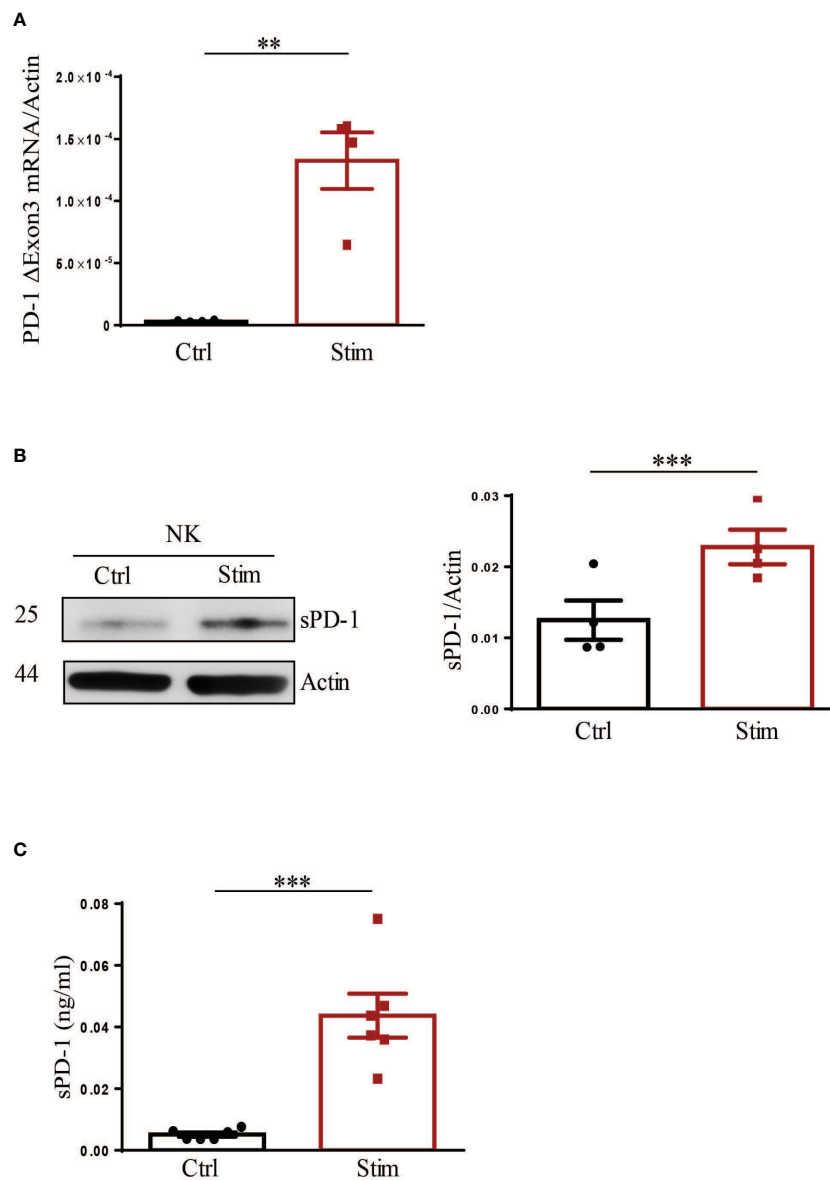 A
**
PD-1 ΔExon3 mRNA/Actin
2.0×10⁻⁴
1.5×10⁻⁴
1.0×10⁻⁴
5.0×10⁻⁵
0
Ctrl Stim
B
NK
Ctrl Stim
25 sPD-1
44 Actin
***
sPD-1/Actin
0.03
0.02
0.01
0.00
Ctrl Stim
C
***
sPD-1 (ng/ml)
0.08
0.06
0.04
0.02
0.00
Ctrl Stim